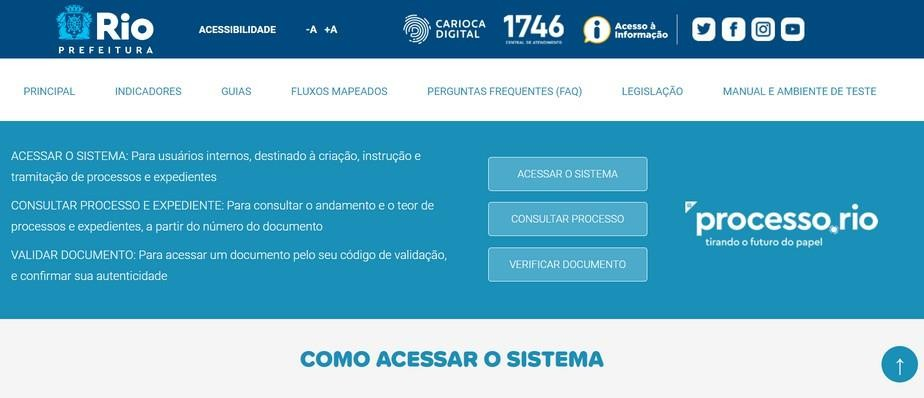 Rio
PREFEITURA
ACESSIBILIDADE -A +A
CARIOCA
DIGITAL
1746
CENTRAL DE ATENDIMENTO
Acesso à
Informação
PRINCIPAL INDICADORES GUIAS FLUXOS MAPEADOS PERGUNTAS FREQUENTES (FAQ) LEGISLAÇÃO MANUAL E AMBIENTE DE TESTE
ACESSAR O SISTEMA: Para usuários internos, destinado à criação, instrução e
tramitação de processos e expedientes
CONSULTAR PROCESSO E EXPEDIENTE: Para consultar o andamento e o teor de
processos e expedientes, a partir do número do documento
VALIDAR DOCUMENTO: Para acessar um documento pelo seu código de validação,
e confirmar sua autenticidade
ACESSAR O SISTEMA
CONSULTAR PROCESSO
VERIFICAR DOCUMENTO
processo.rio
tirando o futuro do papel
COMO ACESSAR O SISTEMA